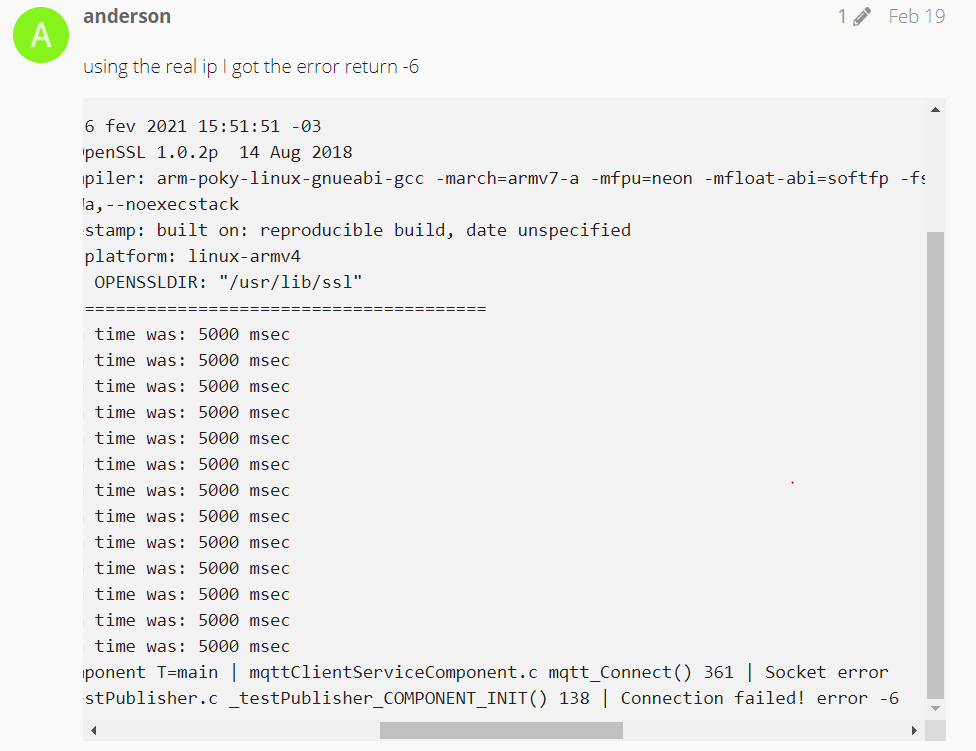 A
anderson
1 Feb 19
using the real ip I got the error return -6
6 fev 2021 15:51:51 -03
penSSL 1.0.2p  14 Aug 2018
piler: arm-poky-linux-gnueabi-gcc -march=armv7-a -mfpu=neon -mfloat-abi=softfp -fs
a,--noexecstack
stamp: built on: reproducible build, date unspecified
platform: linux-armv4
OPENSSLDIR: "/usr/lib/ssl"
=======================================
time was: 5000 msec
time was: 5000 msec
time was: 5000 msec
time was: 5000 msec
time was: 5000 msec
time was: 5000 msec
time was: 5000 msec
time was: 5000 msec
time was: 5000 msec
time was: 5000 msec
time was: 5000 msec
time was: 5000 msec
time was: 5000 msec
ponent T=main | mqttClientServiceComponent.c mqtt_Connect() 361 | Socket error
stPublisher.c _testPublisher_COMPONENT_INIT() 138 | Connection failed! error -6